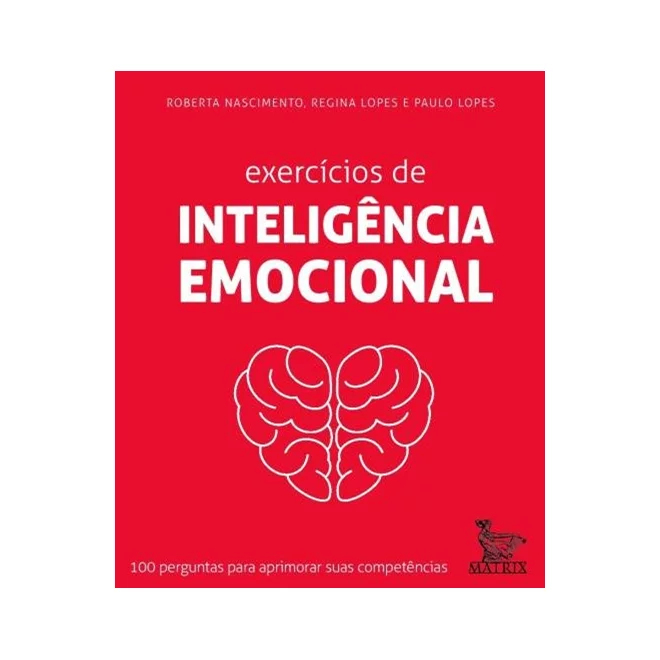 ROBERTA NASCIMENTO, REGINA LOPES E PAULO LOPES
exercícios de
INTELIGÊNCIA
EMOCIONAL
100 perguntas para aprimorar suas competências
MATRIX